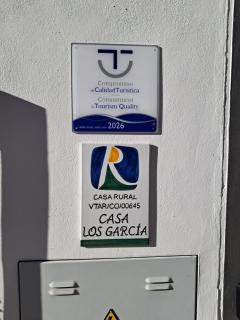 Compromiso
de Calidad Turística
Commitment
to Tourism Quality
2026
CASA RURAL
VTAR/CO/00645
CASA
LOS GARCÍA